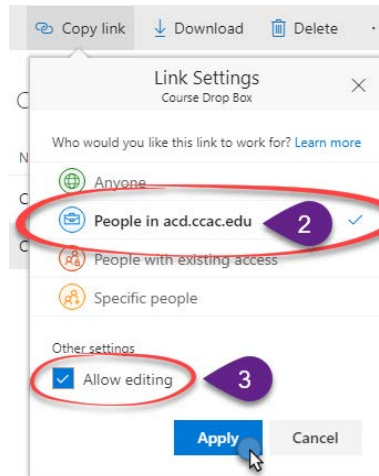 Copy link Download Delete
Link Settings
Course Drop Box
Who would you like this link to work for? Learn more
Anyone
People in acd.ccac.edu 2
People with existing access
Specific people
Other settings
Allow editing 3
Apply Cancel